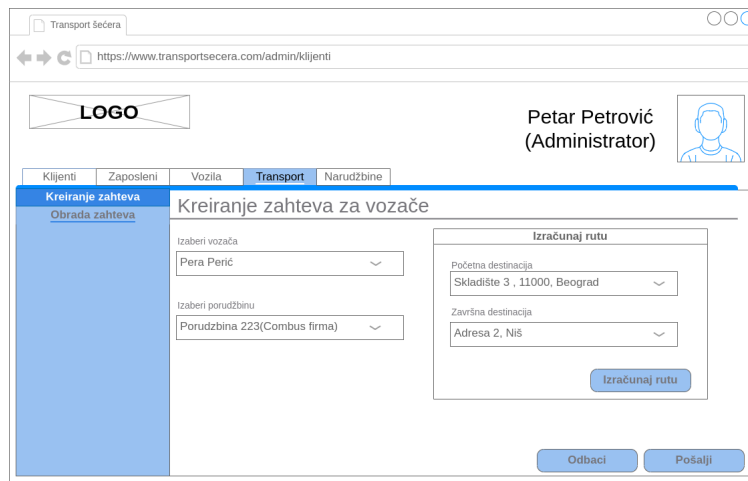 Transport šećera
https://www.transportsecera.com/admin/klijenti
LOGO
Petar Petrović
(Administrator)
Klijenti Zaposleni Vozila Transport Narudžbine
Kreiranje zahteva
Obrada zahteva
Kreiranje zahteva za vozače
Izaberi vozača
Pera Perić
Izaberi porudžbinu
Porudzbina 223(Combus firma)
Izračunaj rutu
Početna destinacija
Skladište 3 , 11000, Beograd
Završna destinacija
Adresa 2, Niš
Izračunaj rutu
Odbaci Pošalji